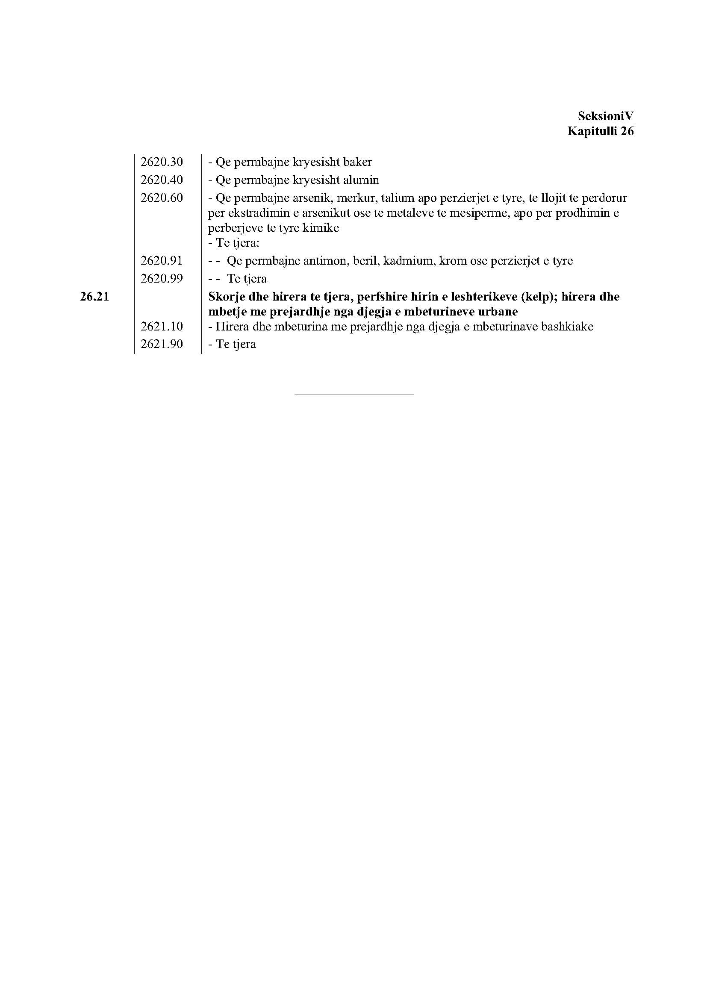 SeksioniV
Kapitulli 26
2620.30 - Qe permbajne kryesisht baker
2620.40 - Qe permbajne kryesisht alumin
2620.60 - Qe permbajne arsenik, merkur, talium apo perzierjet e tyre, te llojit te perdorur
per ekstradimin e arsenikut ose te metaleve te mesiperme, apo per prodhimin e
perberjeve te tyre kimike
- Te tjera:
2620.91 - - Qe permbajne antimon, beril, kadmium, krom ose perzierjet e tyre
2620.99 - - Te tjera
26.21 Skorje dhe hirera te tjera, perfshire hirin e leshterikeve (kelp); hirera dhe
mbetje me prejardhje nga djegja e mbeturineve urbane
2621.10 - Hirera dhe mbeturina me prejardhje nga djegja e mbeturinave bashkiake
2621.90 - Te tjera